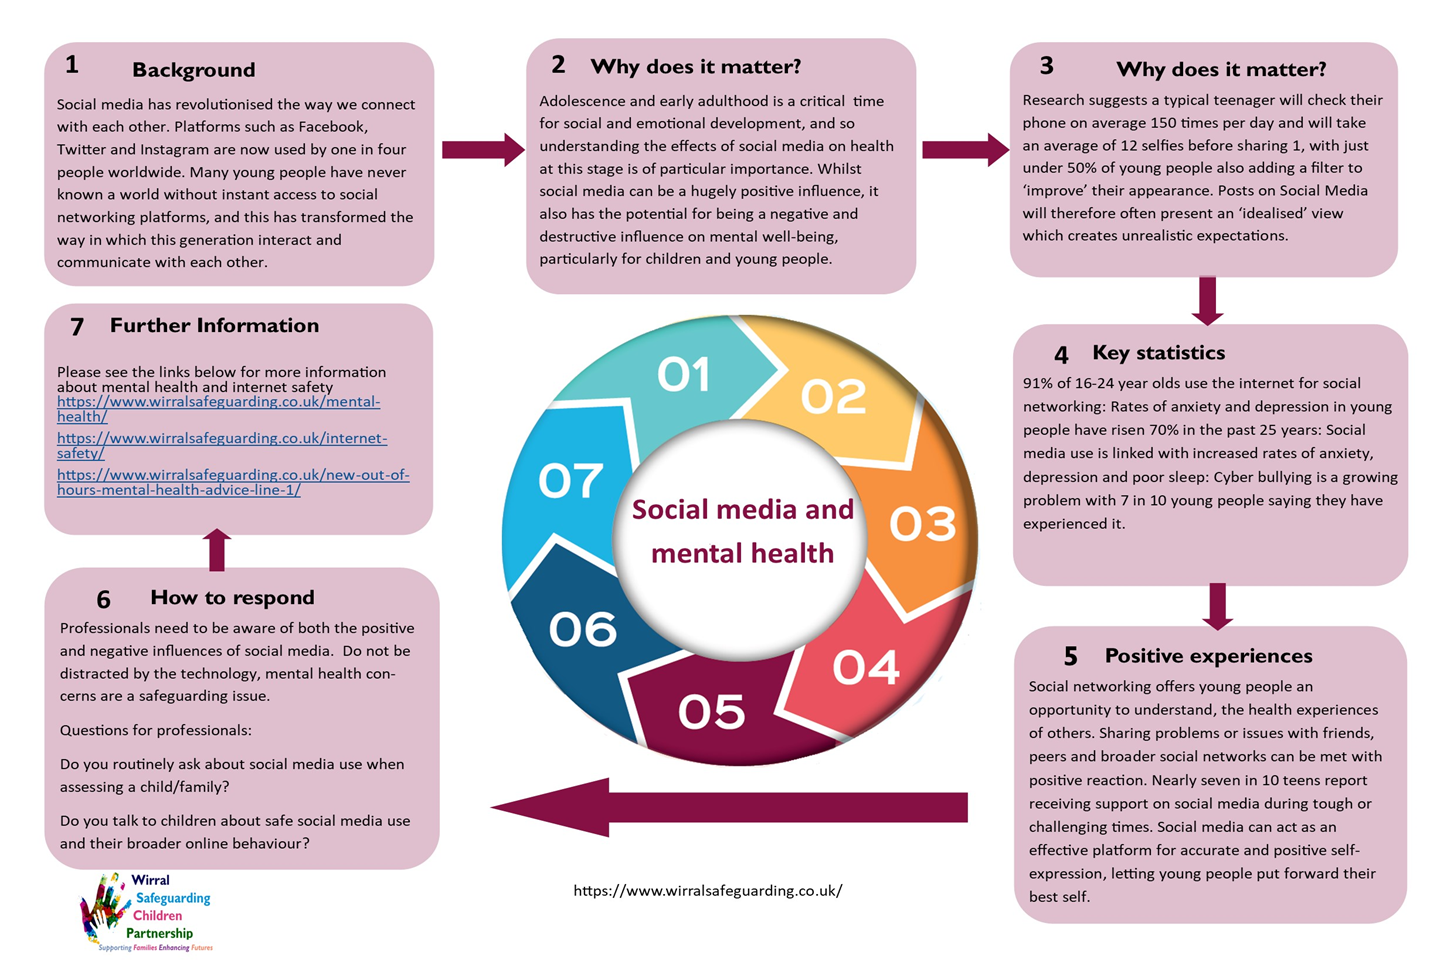 1 Background
Social media has revolutionised the way we connect
with each other. Platforms such as Facebook,
Twitter and Instagram are now used by one in four
people worldwide. Many young people have never
known a world without instant access to social
networking platforms, and this has transformed the
way in which this generation interact and
communicate with each other.
2 Why does it matter?
Adolescence and early adulthood is a critical time
for social and emotional development, and so
understanding the effects of social media on health
at this stage is of particular importance. Whilst
social media can be a hugely positive influence, it
also has the potential for being a negative and
destructive influence on mental well-being,
particularly for children and young people.
3 Why does it matter?
Research suggests a typical teenager will check their
phone on average 150 times per day and will take
an average of 12 selfies before sharing 1, with just
under 50% of young people also adding a filter to
‘improve’ their appearance. Posts on Social Media
will therefore often present an ‘idealised’ view
which creates unrealistic expectations.
4 Key statistics
91% of 16-24 year olds use the internet for social
networking: Rates of anxiety and depression in young
people have risen 70% in the past 25 years: Social
media use is linked with increased rates of anxiety,
depression and poor sleep: Cyber bullying is a growing
problem with 7 in 10 young people saying they have
experienced it.
5 Positive experiences
Social networking offers young people an
opportunity to understand, the health experiences
of others. Sharing problems or issues with friends,
peers and broader social networks can be met with
positive reaction. Nearly seven in 10 teens report
receiving support on social media during tough or
challenging times. Social media can act as an
effective platform for accurate and positive self-
expression, letting young people put forward their
best self.
6 How to respond
Professionals need to be aware of both the positive
and negative influences of social media. Do not be
distracted by the technology, mental health con-
cerns are a safeguarding issue.
Questions for professionals:
Do you routinely ask about social media use when
assessing a child/family?
Do you talk to children about safe social media use
and their broader online behaviour?
7 Further Information
Please see the links below for more information
about mental health and internet safety
https://www.wirralsafeguarding.co.uk/mental-
health/
https://www.wirralsafeguarding.co.uk/internet-
safety/
https://www.wirralsafeguarding.co.uk/new-out-of-
hours-mental-health-advice-line-1/
01
02
03
04
05
06
07
Social media and
mental health
Wirral
Safeguarding
Children
Partnership
Supporting Families Enhancing Futures
https://www.wirralsafeguarding.co.uk/